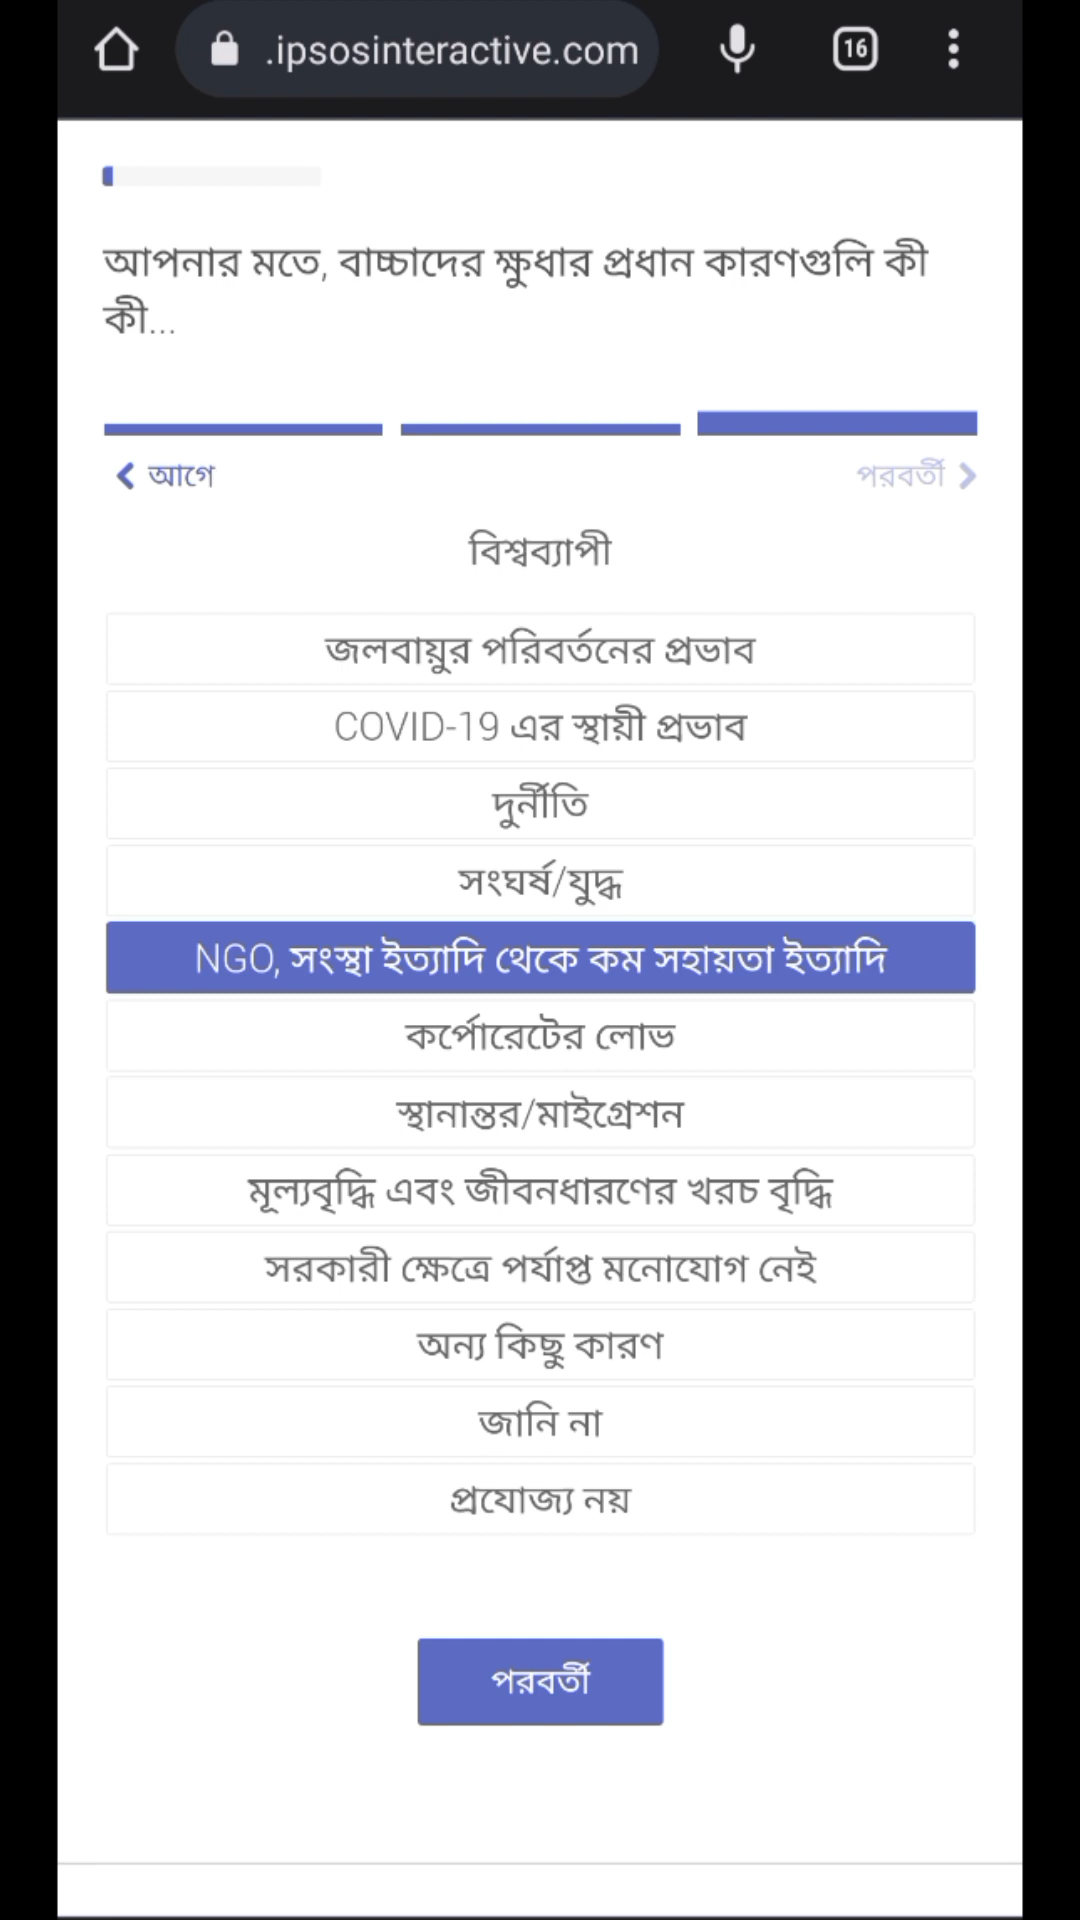 .ipsosinteractive.com
16
আপনার মতে, বাচ্চাদের ক্ষুধার প্রধান কারণগুলি কী
কী...
আগে
পরবর্তী
বিশ্বব্যাপী
জলবায়ুর পরিবর্তনের প্রভাব
COVID-19 এর স্থায়ী প্রভাব
দুর্নীতি
সংঘর্ষ/যুদ্ধ
NGO, সংস্থা ইত্যাদি থেকে কম সহায়তা ইত্যাদি
কর্পোরেটের লোভ
স্থানান্তর/মাইগ্রেশন
মূল্যবৃদ্ধি এবং জীবনধারণের খরচ বৃদ্ধি
সরকারী ক্ষেত্রে পর্যাপ্ত মনোযোগ নেই
অন্য কিছু কারণ
জানি না
প্রযোজ্য নয়
পরবর্তী